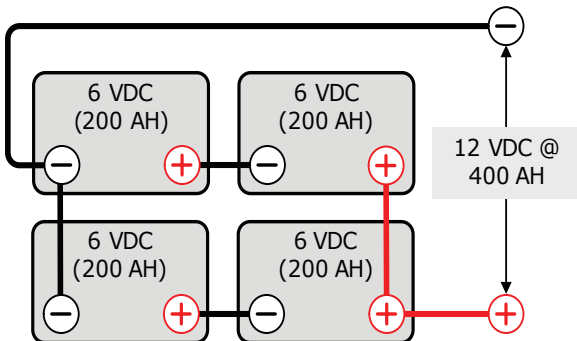 −
6 VDC
(200 AH)
−
+
6 VDC
(200 AH)
−
+
12 VDC @
400 AH
6 VDC
(200 AH)
−
+
6 VDC
(200 AH)
−
+
+